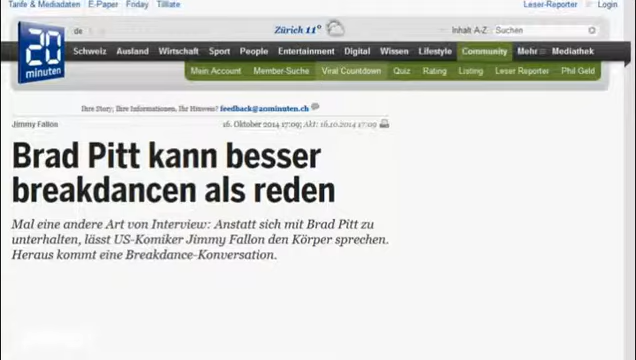 Tarife & Mediadaten E-Paper Friday Tilllate Leser-Reporter Login
de Zürich 11° Inhalt A-Z Suchen
20 minuten
Schweiz Ausland Wirtschaft Sport People Entertainment Digital Wissen Lifestyle Community Mehr Mediathek
Mein Account Member-Suche Viral Countdown Quiz Rating Listing Leser Reporter Phil Geld
Ihre Story, Ihre Informationen, Ihr Hinweis? feedback@20minuten.ch
Jimmy Fallon 16. Oktober 2014 17:09; Akt: 16.10.2014 17:09
Brad Pitt kann besser
breakdancen als reden
Mal eine andere Art von Interview: Anstatt sich mit Brad Pitt zu
unterhalten, lässt US-Komiker Jimmy Fallon den Körper sprechen.
Heraus kommt eine Breakdance-Konversation.